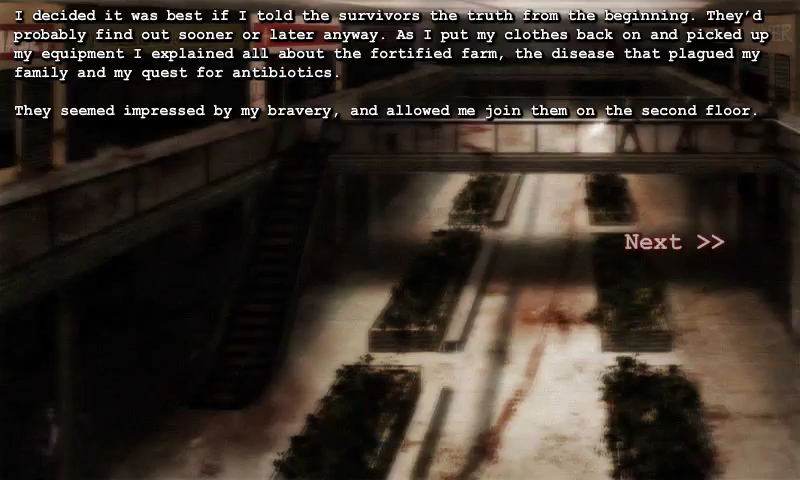 I decided it was best if I told the survivors the truth from the beginning. They'd
probably find out sooner or later anyway. As I put my clothes back on and picked up
my equipment I explained all about the fortified farm, the disease that plagued my
family and my quest for antibiotics.
They seemed impressed by my bravery, and allowed me join them on the second floor.
Next >>